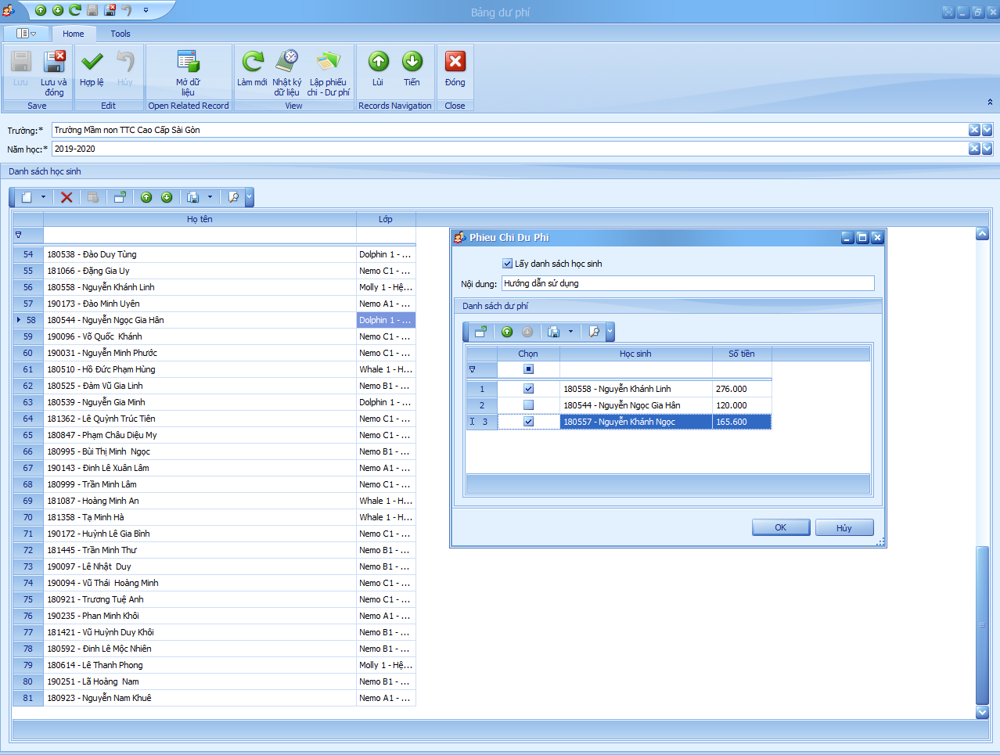 Bảng dư phí
Home Tools
Lưu Lưu và đóng Hợp lệ Hủy Mở dữ liệu Làm mới Nhật ký dữ liệu Lập phiếu chi - Dư phí Lùi Tiến Đóng
Save Edit Open Related Record View Records Navigation Close
Trường:* Trường Mầm non TTC Cao Cấp Sài Gòn
Năm học:* 2019-2020
Danh sách học sinh
Họ tên Lớp
54 180538 - Đào Duy Tùng Dolphin 1 - ...
55 181066 - Đặng Gia Uy Nemo C1 - ...
56 180558 - Nguyễn Khánh Linh Molly 1 - Hệ...
57 190173 - Đào Minh Uyên Nemo A1 - ...
58 180544 - Nguyễn Ngọc Gia Hân Dolphin 1 - ...
59 190096 - Võ Quốc Khánh Nemo C1 - ...
60 190031 - Nguyễn Minh Phước Nemo C1 - ...
61 180510 - Hồ Đức Phạm Hùng Whale 1 - H...
62 180525 - Đàm Vũ Gia Linh Nemo B1 - ...
63 180539 - Nguyễn Gia Minh Dolphin 1 - ...
64 181362 - Lê Quỳnh Trúc Tiên Nemo C1 - ...
65 180847 - Phạm Châu Diệu My Nemo C1 - ...
66 180995 - Bùi Thị Minh Ngọc Nemo B1 - ...
67 190143 - Đinh Lê Xuân Lâm Nemo A1 - ...
68 180999 - Trần Minh Lâm Nemo C1 - ...
69 181087 - Hoàng Minh An Whale 1 - H...
70 181358 - Tạ Minh Hà Whale 1 - H...
71 190172 - Huỳnh Lê Gia Bình Nemo C1 - ...
72 181445 - Trần Minh Thư Nemo B1 - ...
73 190097 - Lê Nhật Duy Nemo B1 - ...
74 190094 - Vũ Thái Hoàng Minh Nemo C1 - ...
75 180921 - Trương Tuệ Anh Nemo C1 - ...
76 190235 - Phan Minh Khôi Nemo A1 - ...
77 181421 - Vũ Huỳnh Duy Khôi Nemo B1 - ...
78 180592 - Đinh Lê Mộc Nhiên Nemo B1 - ...
79 180614 - Lê Thanh Phong Molly 1 - Hệ...
80 190251 - Lã Hoàng Nam Nemo B1 - ...
81 180923 - Nguyễn Nam Khuê Nemo A1 - ...
Phieu Chi Du Phi
Lấy danh sách học sinh
Nội dung: Hướng dẫn sử dụng
Danh sách dư phí
Chọn Học sinh Số tiền
1 180558 - Nguyễn Khánh Linh 276.000
2 180544 - Nguyễn Ngọc Gia Hân 120.000
3 180557 - Nguyễn Khánh Ngọc 165.600
OK Hủy